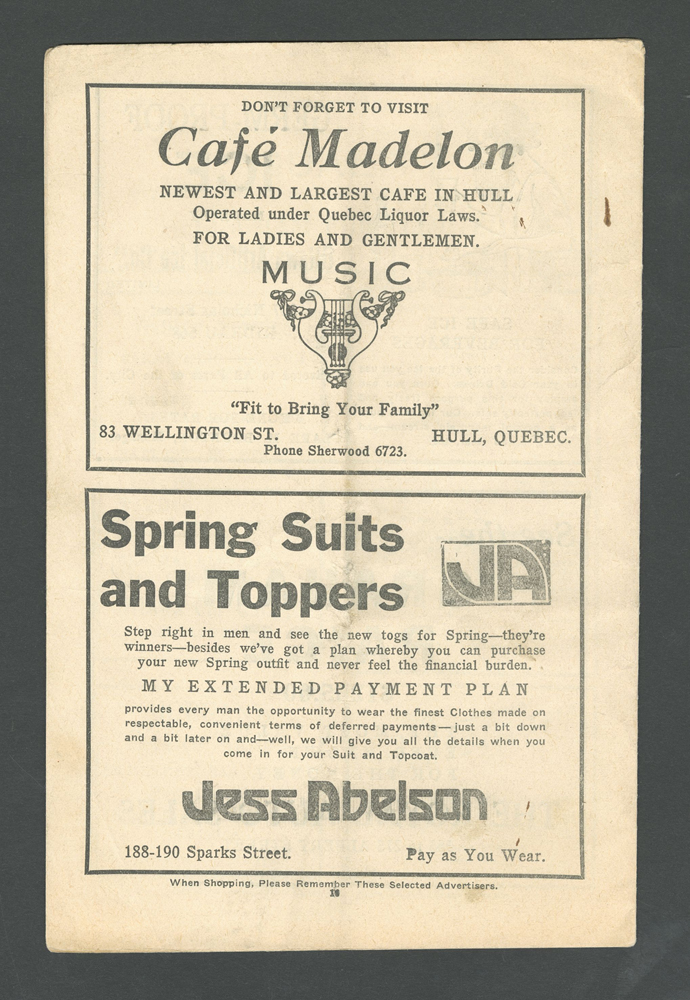 DON'T FORGET TO VISIT
Café Madelon
NEWEST AND LARGEST CAFE IN HULL
Operated under Quebec Liquor Laws.
FOR LADIES AND GENTLEMEN.
MUSIC
“Fit to Bring Your Family”
83 WELLINGTON ST.
HULL, QUEBEC.
Phone Sherwood 6723.
Spring Suits
and Toppers
JA
Step right in men and see the new togs for Spring—they're
winners—besides we've got a plan whereby you can purchase
your new Spring outfit and never feel the financial burden.
MY EXTENDED PAYMENT PLAN
provides every man the opportunity to wear the finest Clothes made on
respectable, convenient terms of deferred payments—just a bit down
and a bit later on and—well, we will give you all the details when you
come in for your Suit and Topcoat.
Jess Abelson
188-190 Sparks Street.
Pay as You Wear.
When Shopping, Please Remember These Selected Advertisers.